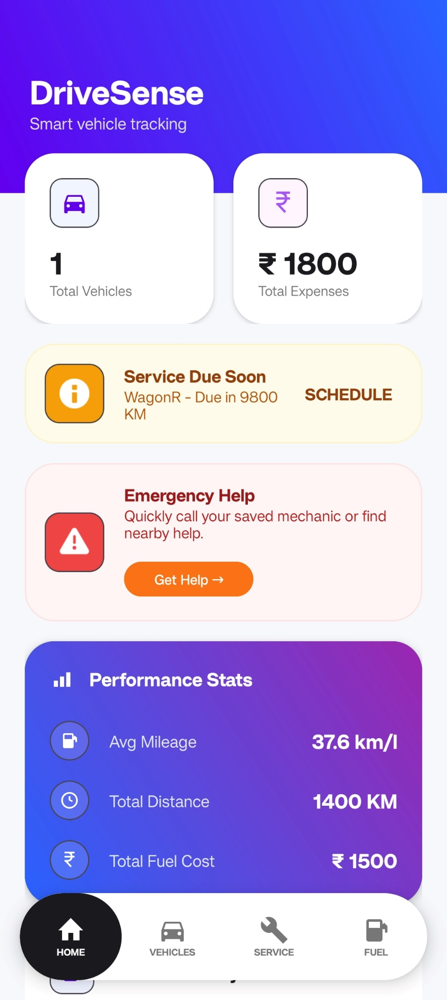 DriveSense
Smart vehicle tracking
₹
1
₹ 1800
Total Vehicles
Total Expenses
Service Due Soon
WagonR - Due in 9800
KM
SCHEDULE
Emergency Help
Quickly call your saved mechanic or find
nearby help.
Get Help →
Performance Stats
Avg Mileage
37.6 km/l
Total Distance
1400 KM
₹
Total Fuel Cost
₹ 1500
HOME
VEHICLES
SERVICE
FUEL